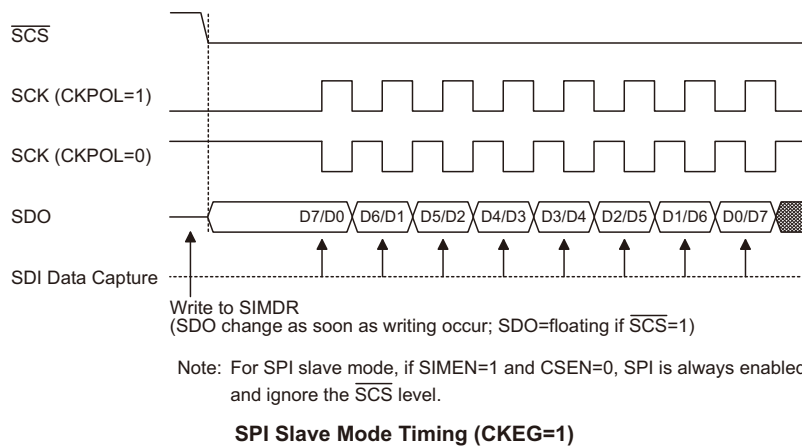 SCS
SCK (CKPOL=1)
SCK (CKPOL=0)
SDO
D7/D0 D6/D1 D5/D2 D4/D3 D3/D4 D2/D5 D1/D6 D0/D7
SDI Data Capture
Write to SIMDR
(SDO change as soon as writing occur; SDO=floating if SCS=1)
Note: For SPI slave mode, if SIMEN=1 and CSEN=0, SPI is always enabled
and ignore the SCS level.
SPI Slave Mode Timing (CKEG=1)